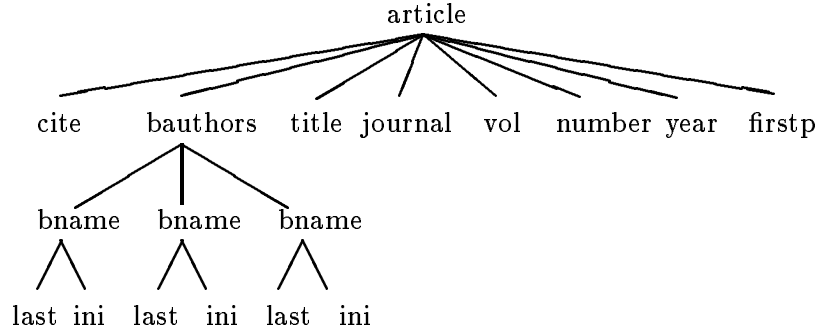 article
cite bauthors title journal vol number year firstp
bname bname bname
last ini last ini last ini